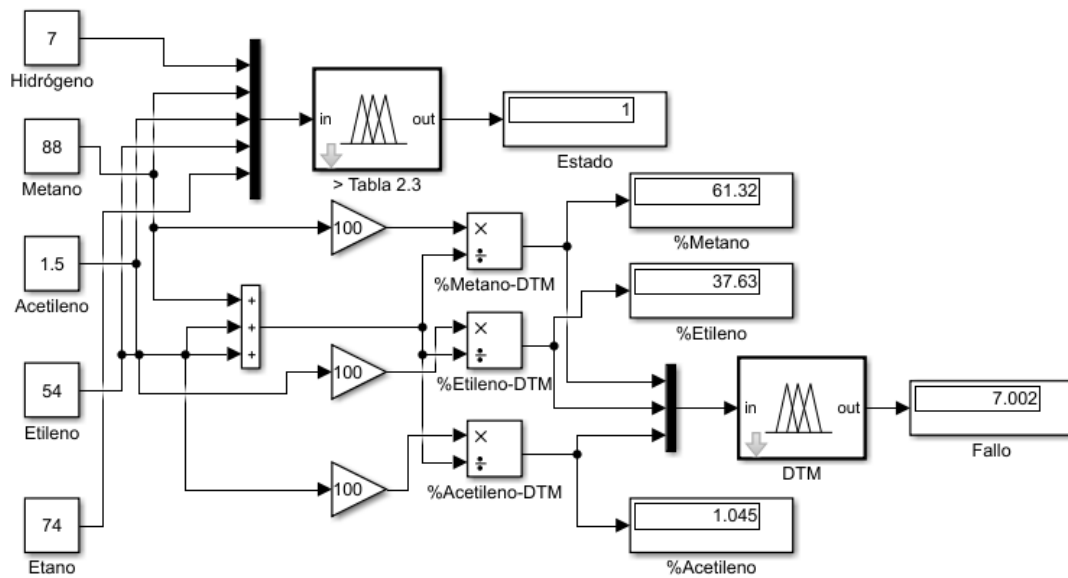 7
Hidrógeno
88
Metano
1.5
Acetileno
54
Etileno
74
Etano
in
out
> Tabla 2.3
1
Estado
100
×
÷
%Metano-DTM
61.32
%Metano
+
+
+
100
×
÷
%Etileno-DTM
37.63
%Etileno
100
×
÷
%Acetileno-DTM
in
out
DTM
7.002
Fallo
1.045
%Acetileno